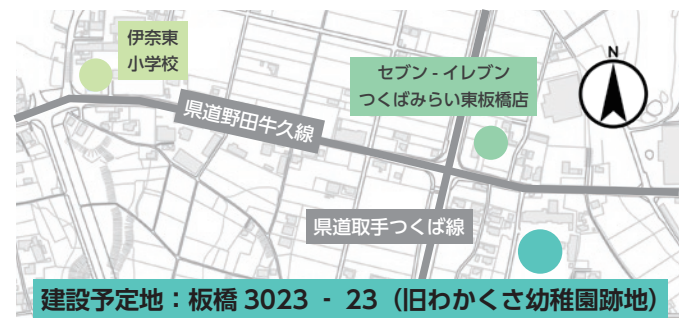 伊奈東
小学校
セブン - イレブン
つくばみらい東板橋店
N
県道野田牛久線
県道取手つくば線
建設予定地：板橋 3023 - 23（旧わかくさ幼稚園跡地）